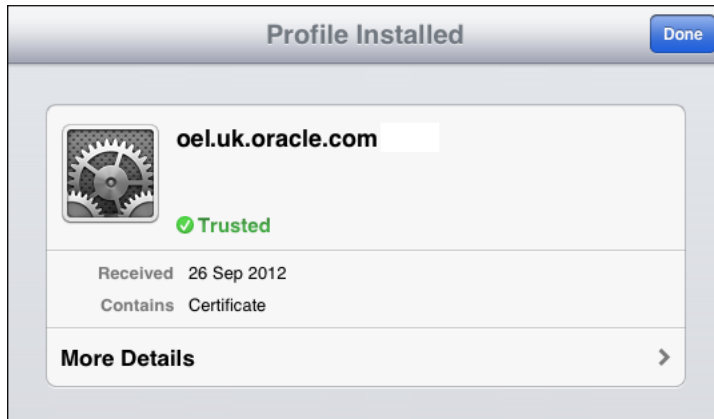 Profile Installed
Done
oel.uk.oracle.com
Trusted
Received 26 Sep 2012
Contains Certificate
More Details